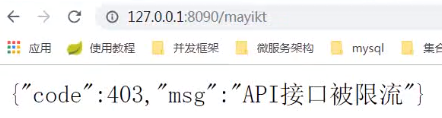 127.0.0.1:8090/mayikt
应用 使用教程 并发框架 微服务架构 mysql 集合
{"code":403,"msg":"API接口被限流"}